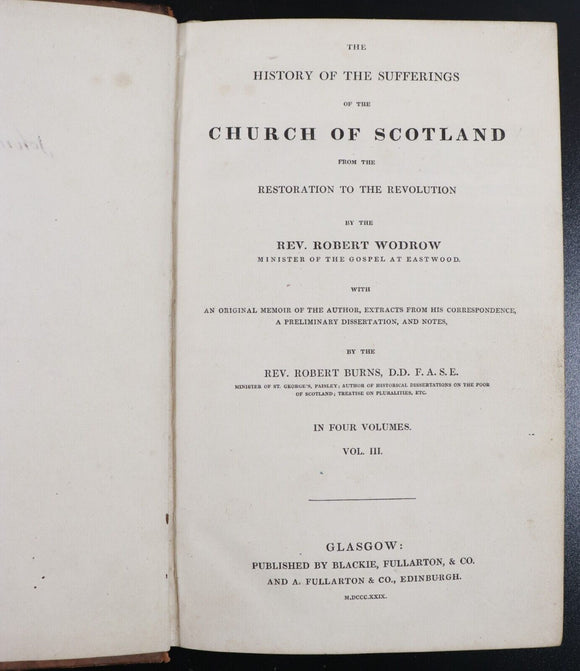 THE
HISTORY OF THE SUFFERINGS
OF THE
CHURCH OF SCOTLAND
FROM THE
RESTORATION TO THE REVOLUTION
BY THE
REV. ROBERT WODROW
MINISTER OF THE GOSPEL AT EASTWOOD.
WITH
AN ORIGINAL MEMOIR OF THE AUTHOR, EXTRACTS FROM HIS CORRESPONDENCE,
A PRELIMINARY DISSERTATION, AND NOTES,
BY THE
REV. ROBERT BURNS, D.D. F. A. S. E.
MINISTER OF ST. GEORGE'S, PAISLEY; AUTHOR OF HISTORICAL DISSERTATIONS ON THE POOR
OF SCOTLAND; TREATISE ON PLURALITIES, ETC.
IN FOUR VOLUMES.
VOL. III.
GLASGOW:
PUBLISHED BY BLACKIE, FULLARTON, & CO.
AND A. FULLARTON & CO., EDINBURGH.
M,DCCC,XXIX.